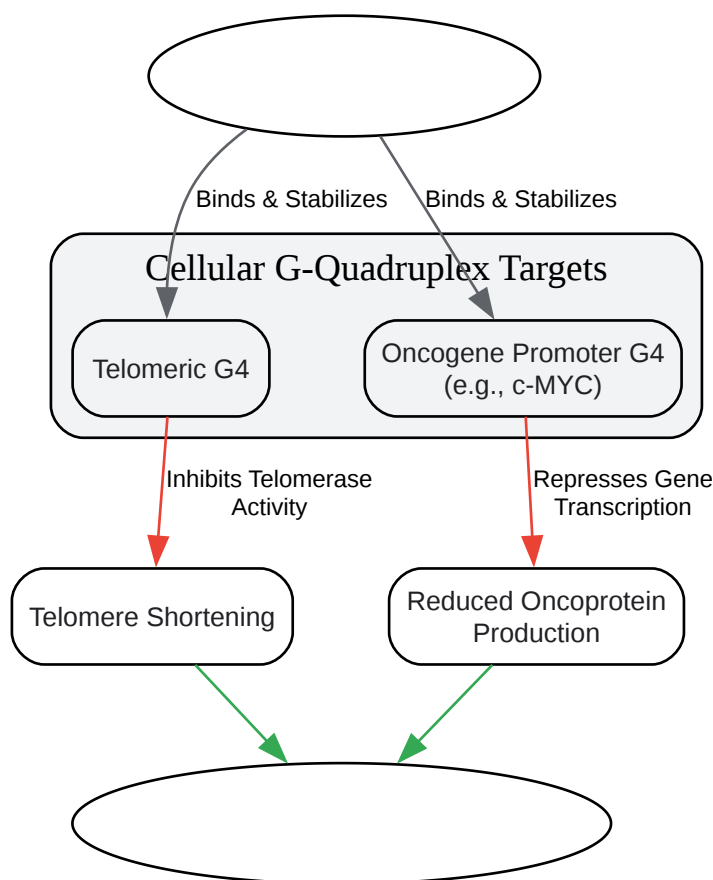 Binds & Stabilizes
Binds & Stabilizes
Cellular G-Quadruplex Targets
Telomeric G4
Oncogene Promoter G4
(e.g., c-MYC)
Inhibits Telomerase
Activity
Represses Gene
Transcription
Telomere Shortening
Reduced Oncoprotein
Production